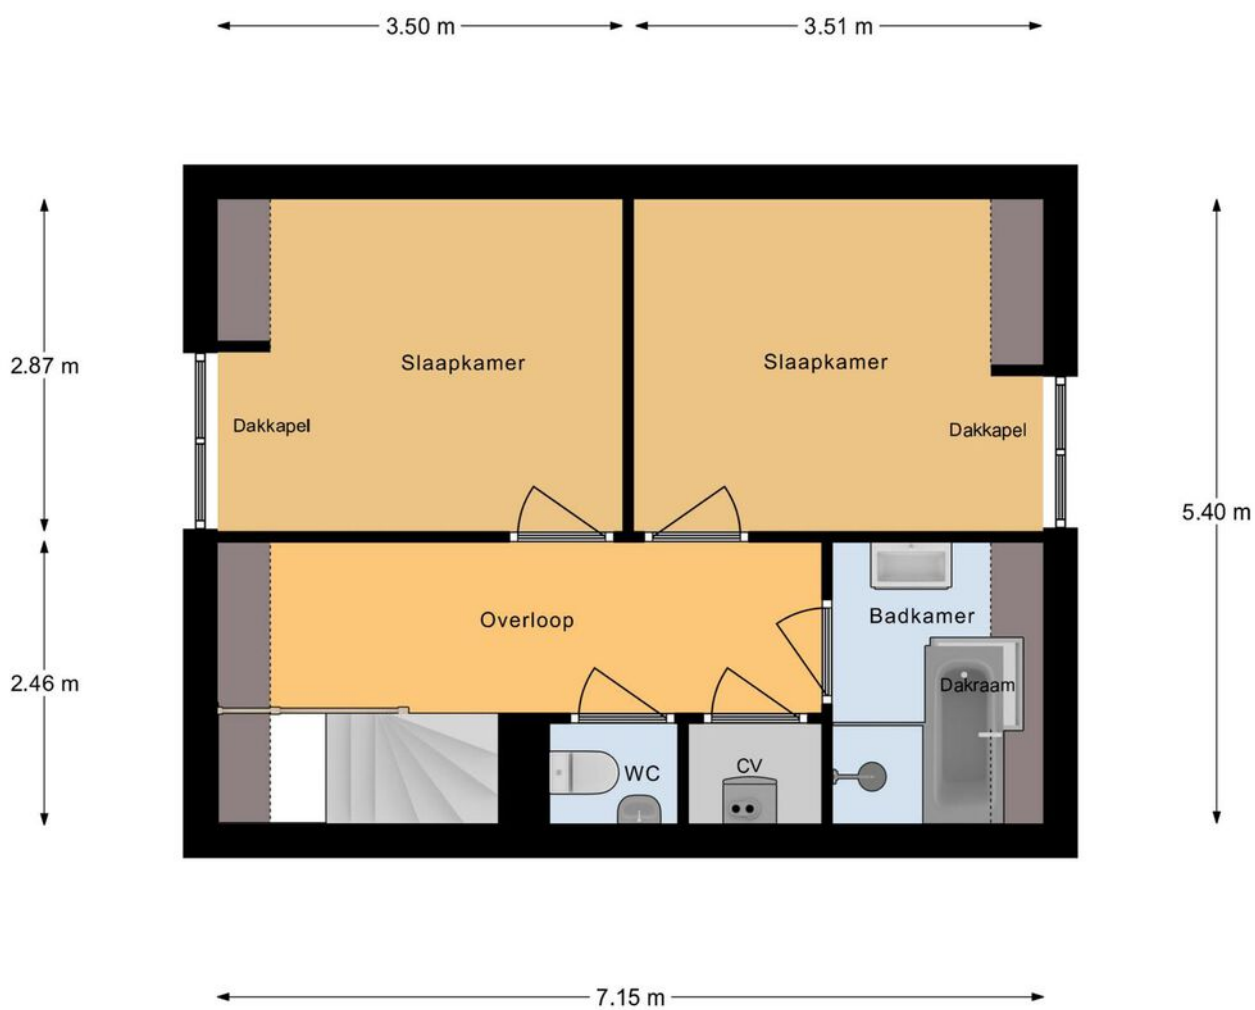 3.50 m
3.51 m
2.87 m
Slaapkamer
Slaapkamer
Dakkapel
Dakkapel
5.40 m
Overloop
Badkamer
2.46 m
Dakraam
WC
CV
7.15 m